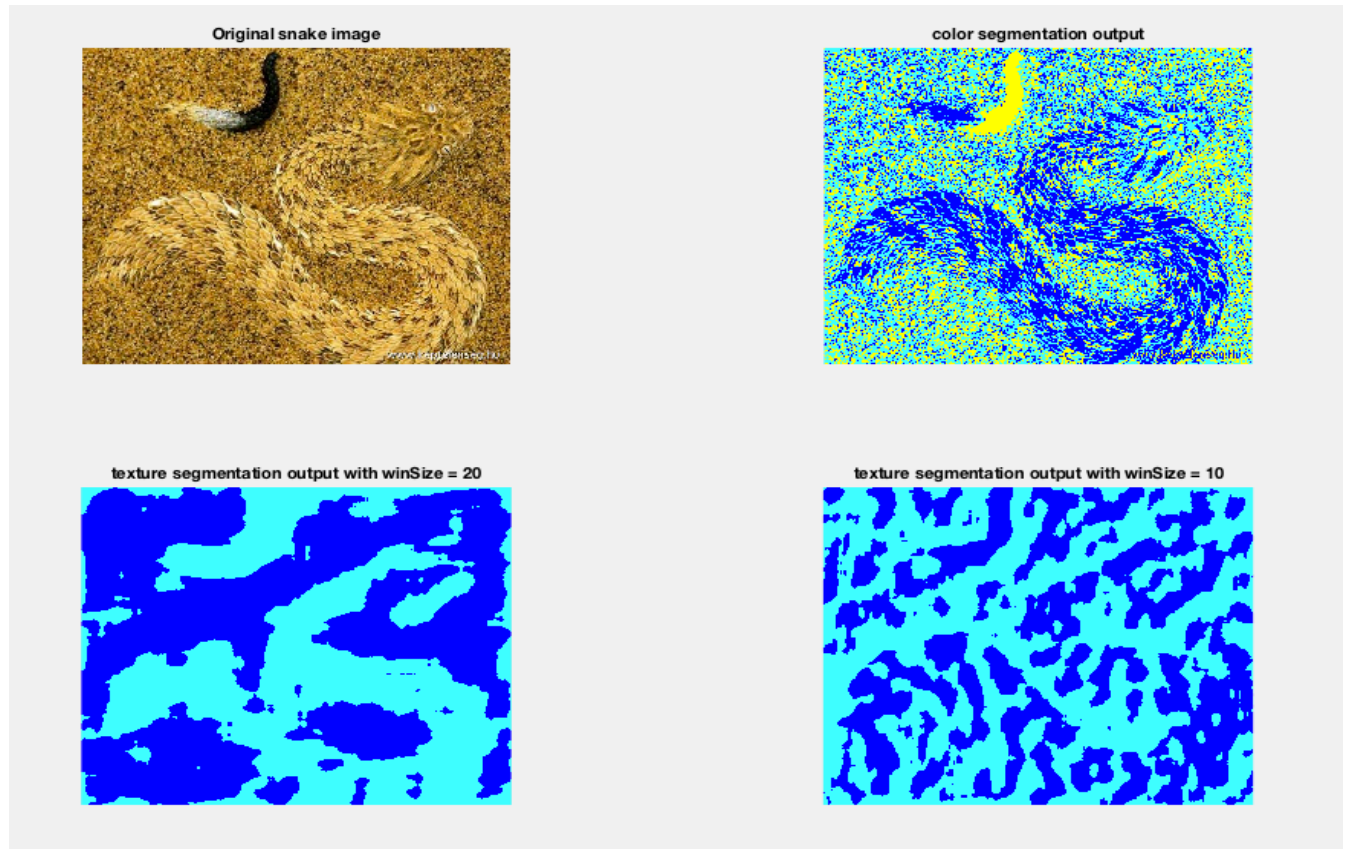 Original snake image
color segmentation output
texture segmentation output with winSize = 20
texture segmentation output with winSize = 10